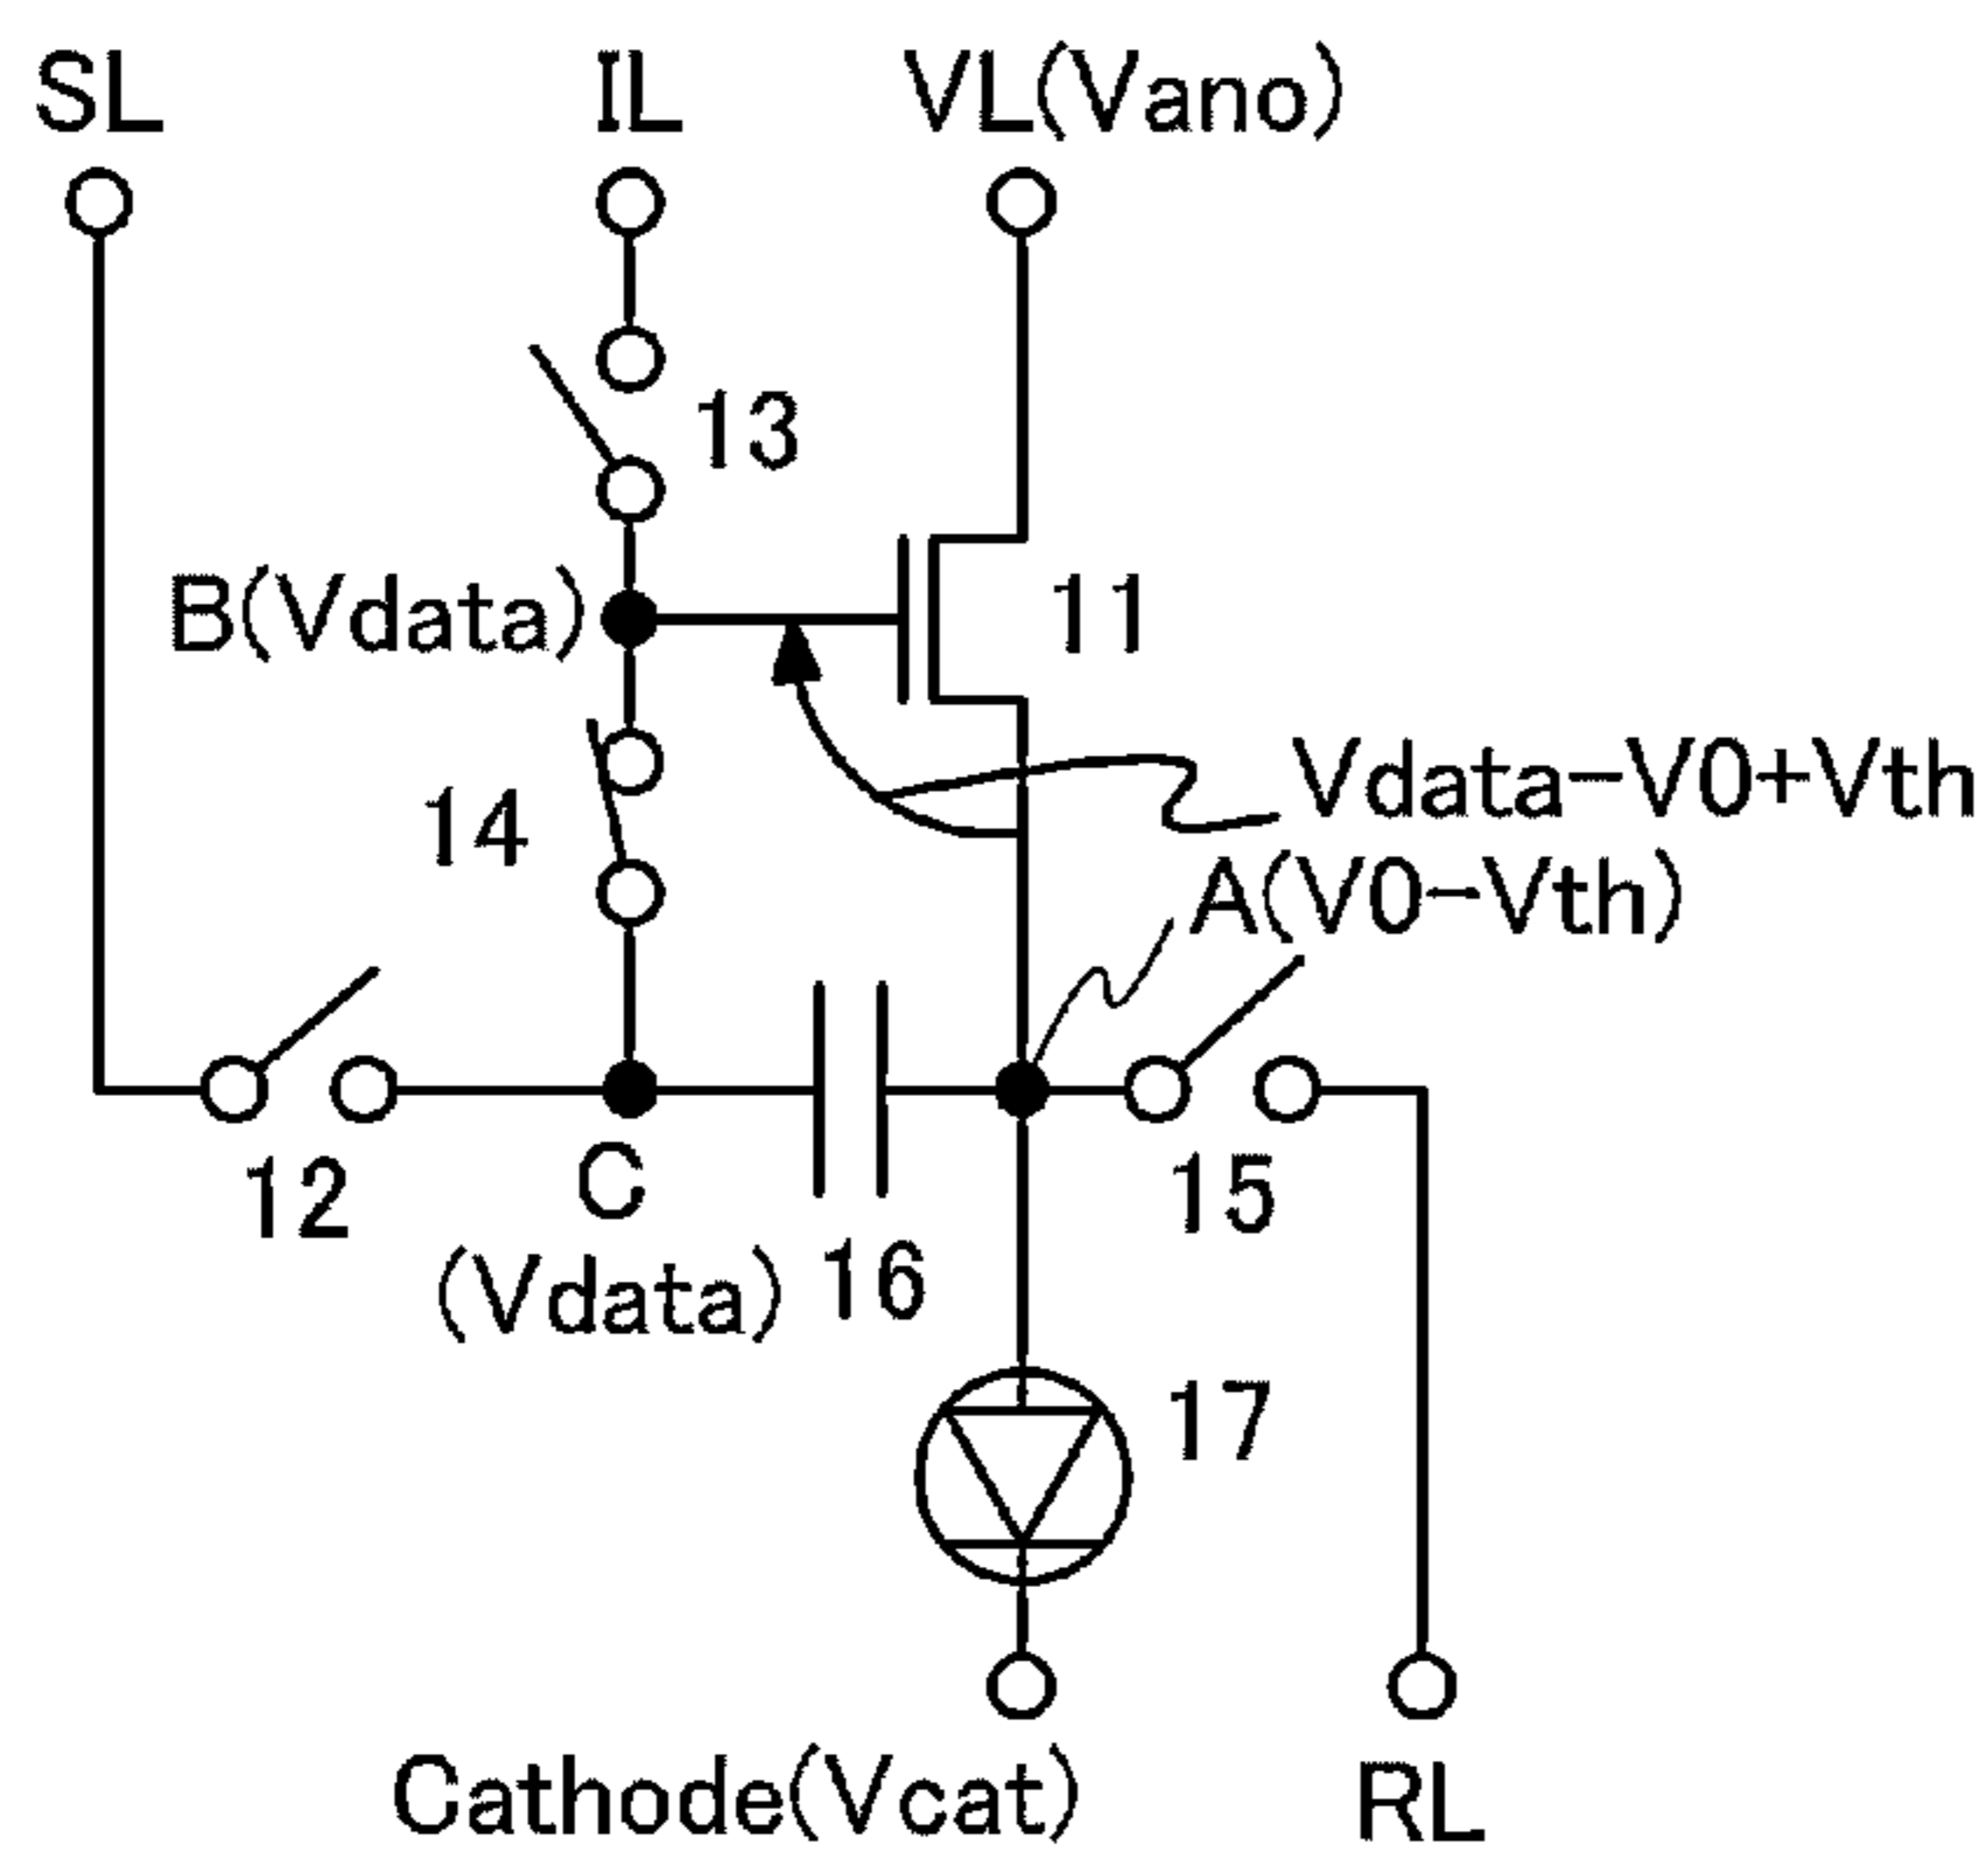 SL
IL
VL(Vano)
13
B(Vdata)
11
Vdata-V0+Vth
14
A(V0-Vth)
12
C
(Vdata)
16
15
17
Cathode(Vcat)
RL